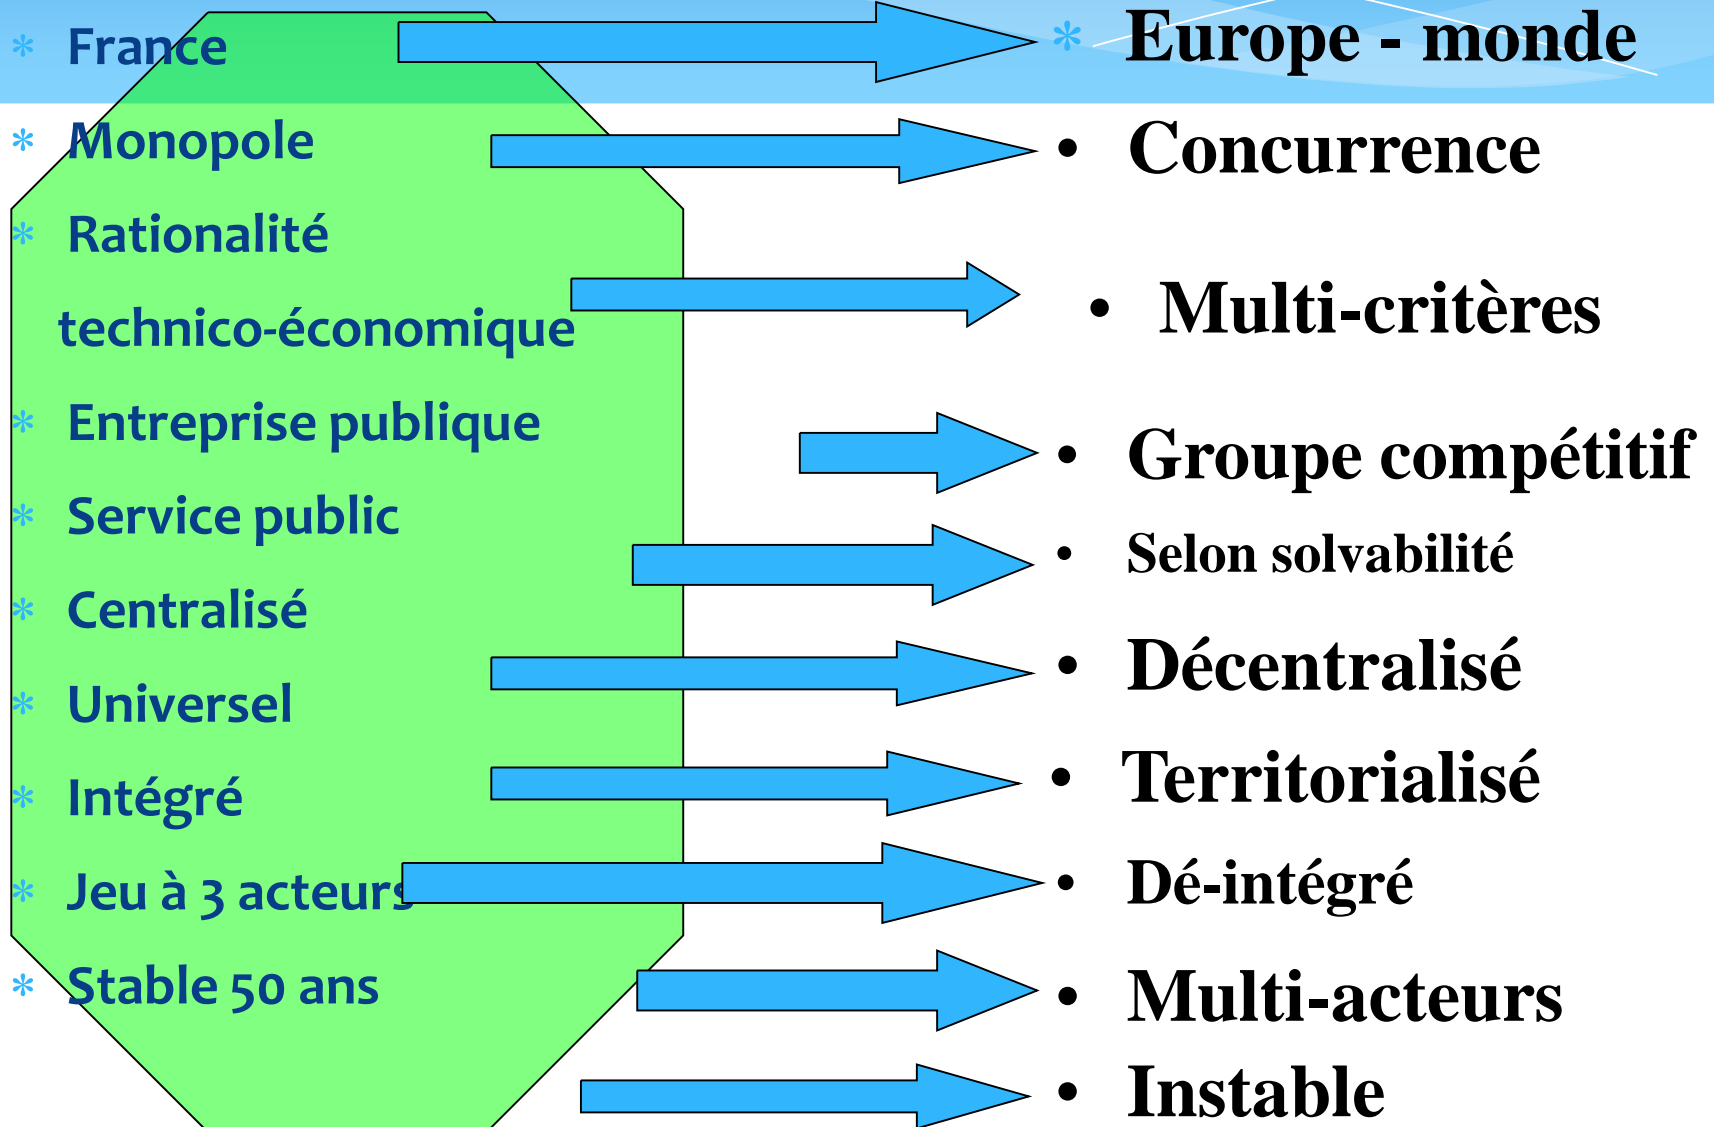 * France
* Monopole
* Rationalité
technico-économique
* Entreprise publique
* Service public
* Centralisé
* Universel
* Intégré
* Jeu à 3 acteurs
* Stable 50 ans
* Europe - monde
• Concurrence
• Multi-critères
• Groupe compétitif
• Selon solvabilité
• Décentralisé
• Territorialisé
• Dé-intégré
• Multi-acteurs
• Instable